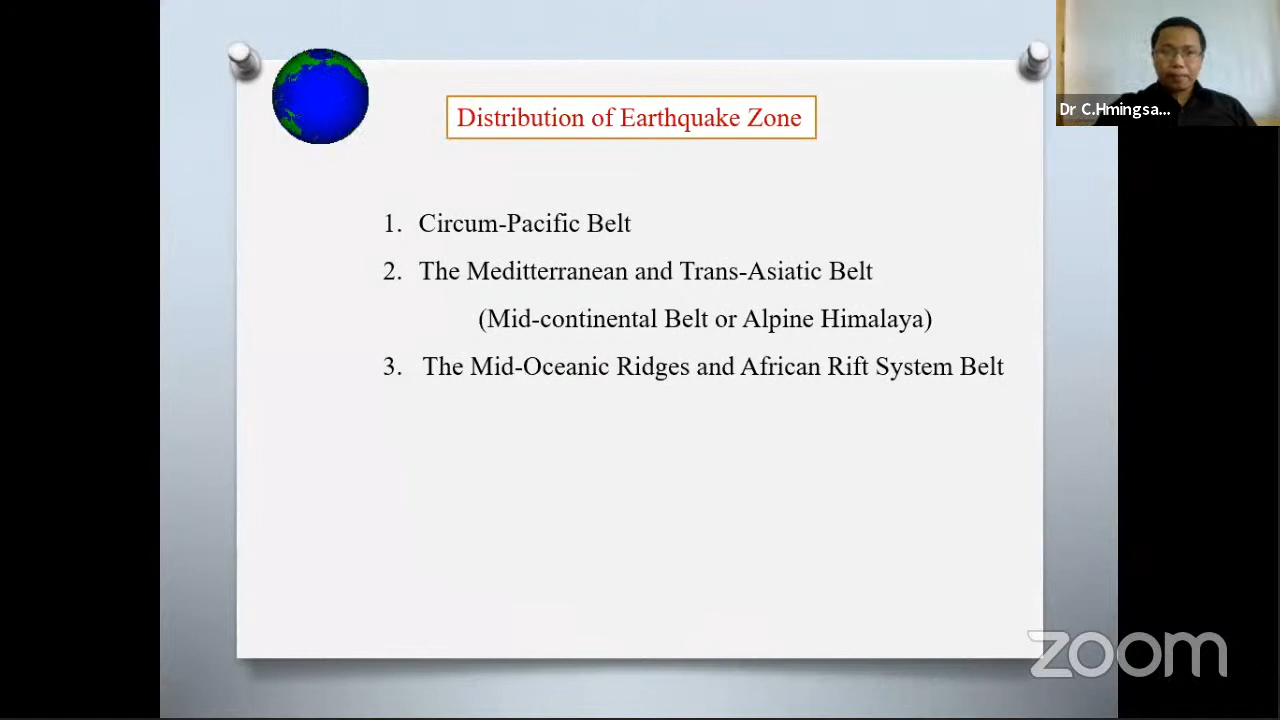 Distribution of Earthquake Zone
Dr C.Hmingsa...
1. Circum-Pacific Belt
2. The Meditterranean and Trans-Asiatic Belt
(Mid-continental Belt or Alpine Himalaya)
3. The Mid-Oceanic Ridges and African Rift System Belt
zoom